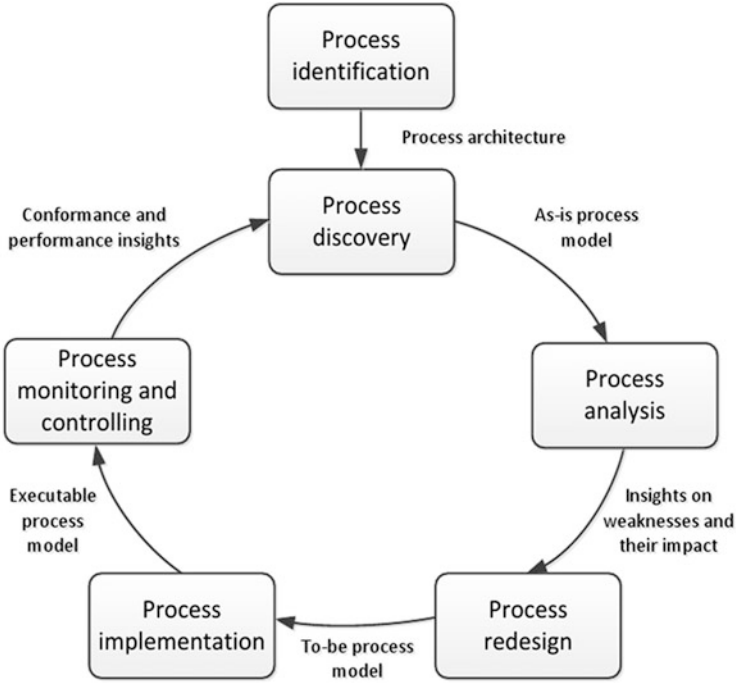 Process
identification
Process architecture
Process
discovery
Conformance and
performance insights
As-is process
model
Process
monitoring and
controlling
Process
analysis
Executable
process
model
Insights on
weaknesses and
their impact
Process
implementation
To-be process
model
Process
redesign